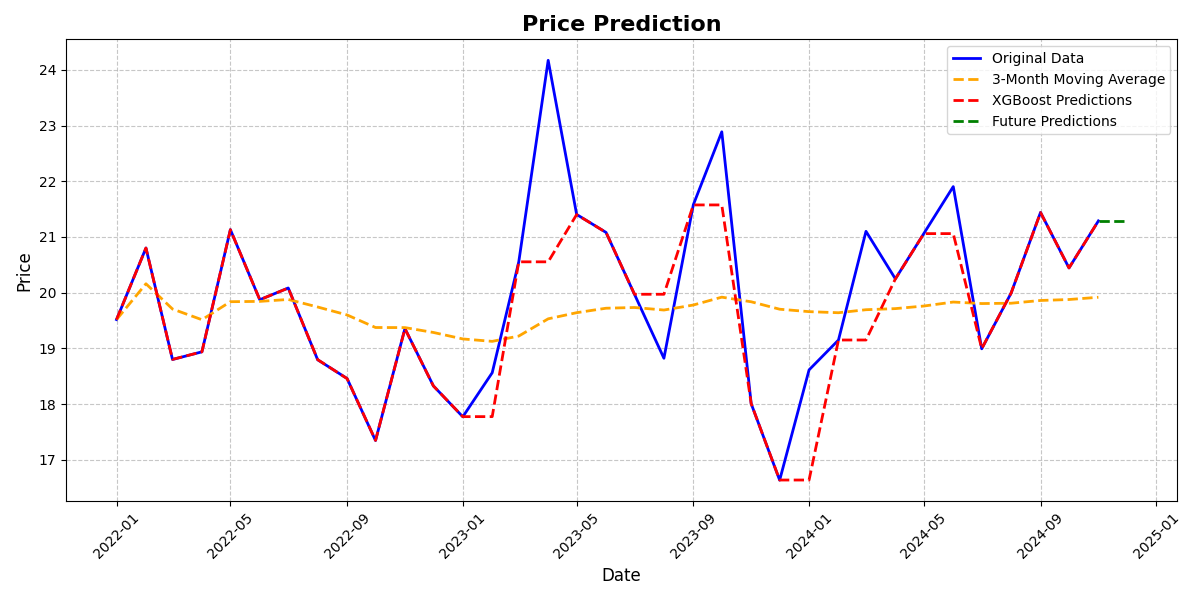 Price Prediction
Original Data
3-Month Moving Average
XGBoost Predictions
Future Predictions
Price
24
23
22
21
20
19
18
17
2022-01
2022-05
2022-09
2023-01
2023-05
2023-09
2024-01
2024-05
2024-09
2025-01
Date